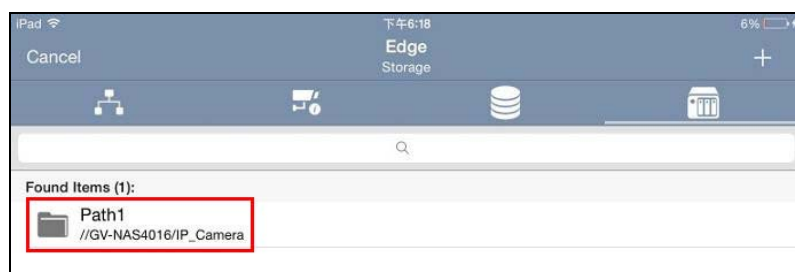 iPad 下午6:18 6%
Edge
Cancel Storage +
Found Items (1):
Path1
//GV-NAS4016/IP_Camera